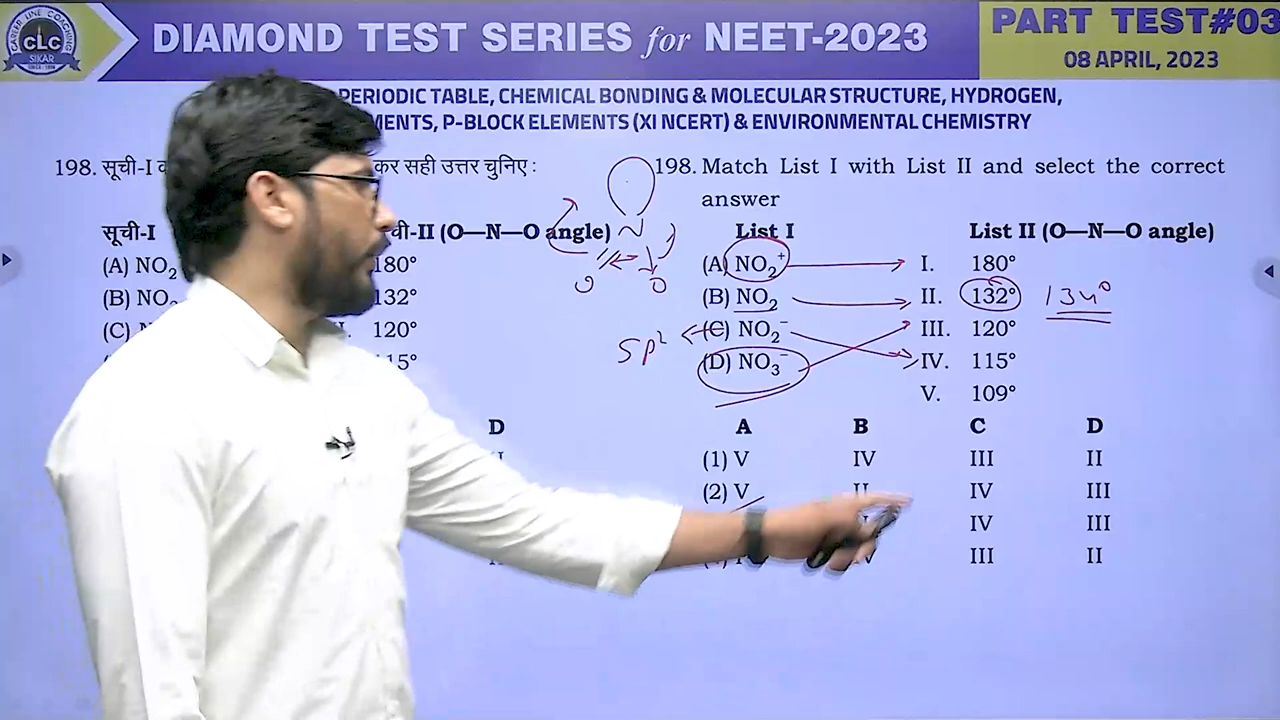 CAREER LINE COACHING
CLC
SIKAR
DIAMOND TEST SERIES for NEET-2023
PART TEST#03
08 APRIL, 2023
PERIODIC TABLE, CHEMICAL BONDING & MOLECULAR STRUCTURE, HYDROGEN,
P-BLOCK ELEMENTS (XI NCERT) & ENVIRONMENTAL CHEMISTRY
198. सूची-I कर सही उत्तर चुनिए :
सूची-I (O—N—O angle)
(A) NO₂ 180°
(B) NO₂ 132°
(C) 120°
115°
D
198. Match List I with List II and select the correct
answer
List I List II (O—N—O angle)
(A) NO₂⁺ I. 180°
(B) NO₂ II. 132° 134°
sp² (C) NO₂⁻ III. 120°
(D) NO₃⁻ IV. 115°
V. 109°
N
O O
A B C D
(1) V IV III II
(2) V II IV III
IV III
III II